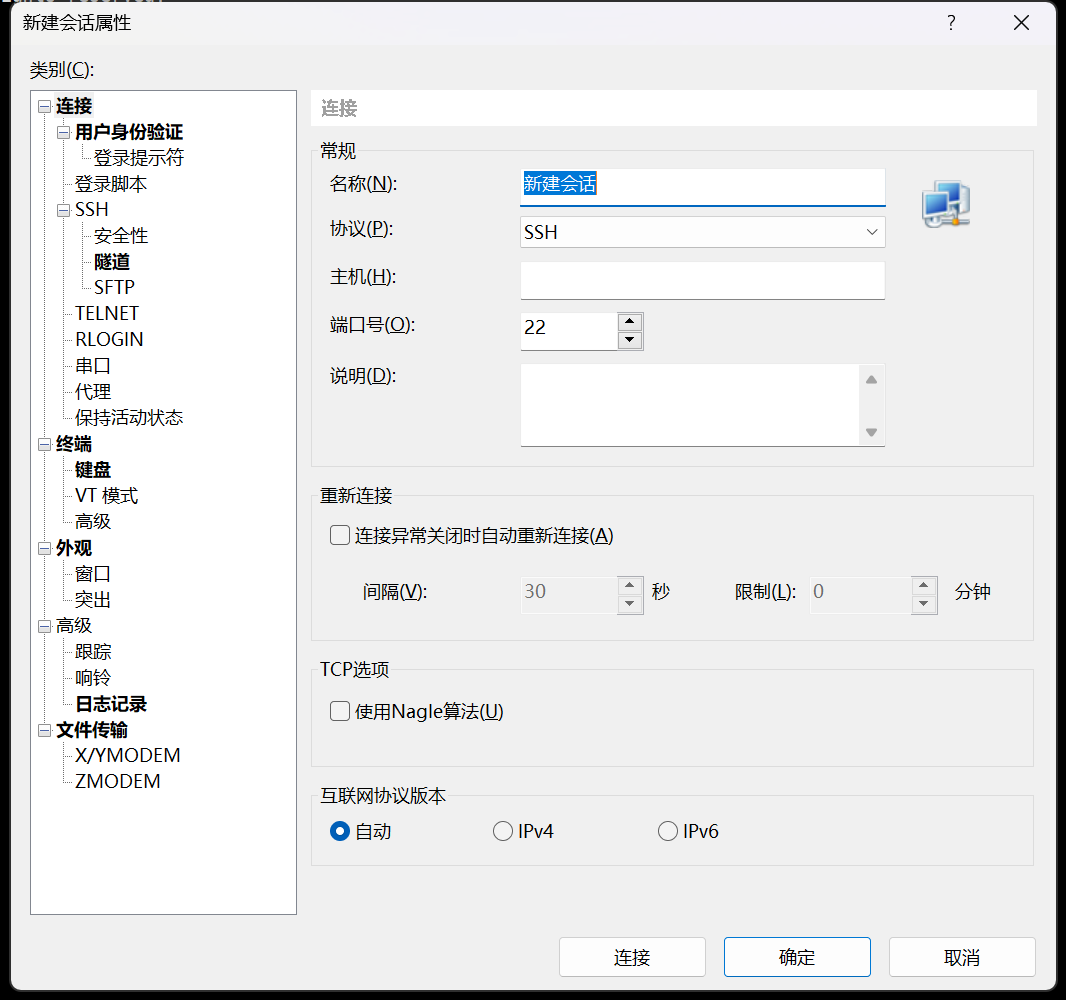 新建会话属性
?
类别(C):
连接
用户身份验证
登录提示符
登录脚本
SSH
安全性
隧道
SFTP
TELNET
RLOGIN
串口
代理
保持活动状态
终端
键盘
VT 模式
高级
外观
窗口
突出
高级
跟踪
响铃
日志记录
文件传输
X/YMODEM
ZMODEM
连接
常规
名称(N):
新建会话
协议(P):
SSH
主机(H):
端口号(O):
22
说明(D):
重新连接
连接异常关闭时自动重新连接(A)
间隔(V): 30 秒 限制(L): 0 分钟
TCP选项
使用Nagle算法(U)
互联网协议版本
自动 IPv4 IPv6
连接 确定 取消